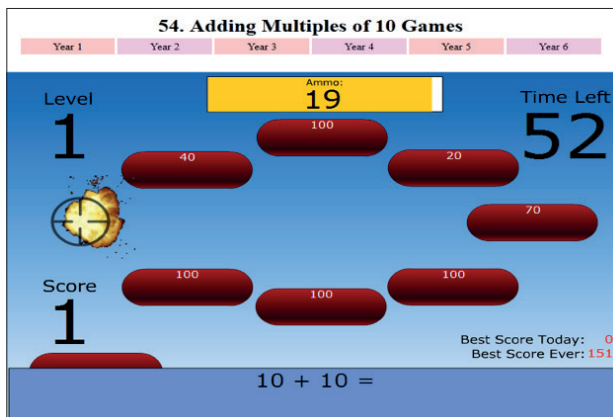 54. Adding Multiples of 10 Games
Year 1 Year 2 Year 3 Year 4 Year 5 Year 6
Ammo:
19
Level
1
Time Left
52
100
40
20
70
100
100
100
Score
1
Best Score Today: 0
Best Score Ever: 151
10 + 10 =